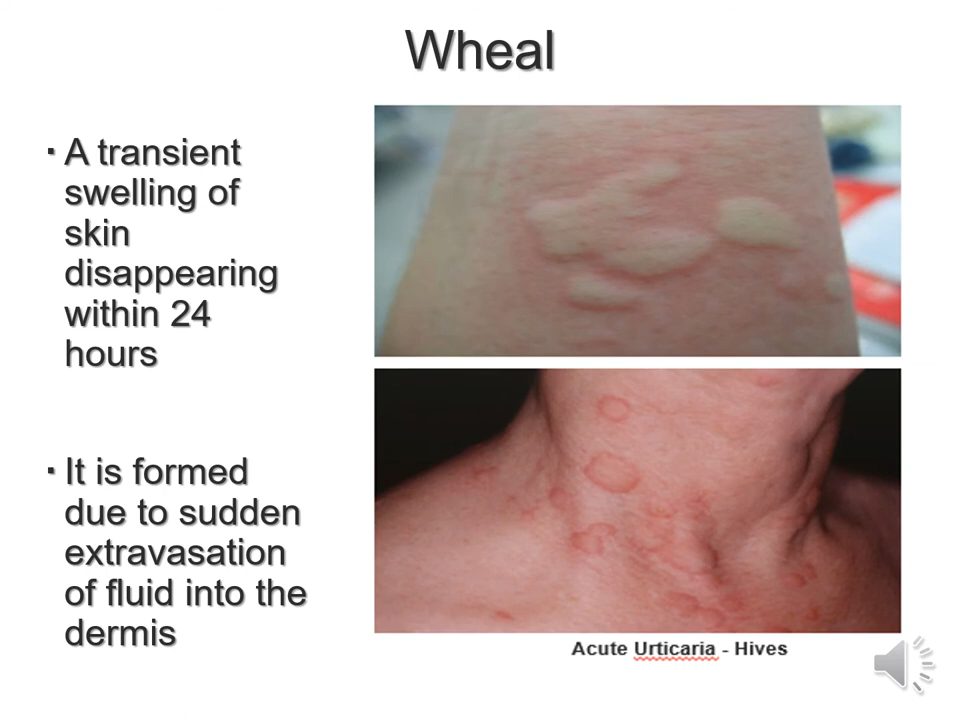 Wheal
▪ A transient
swelling of
skin
disappearing
within 24
hours
▪ It is formed
due to sudden
extravasation
of fluid into the
dermis
Acute Urticaria - Hives